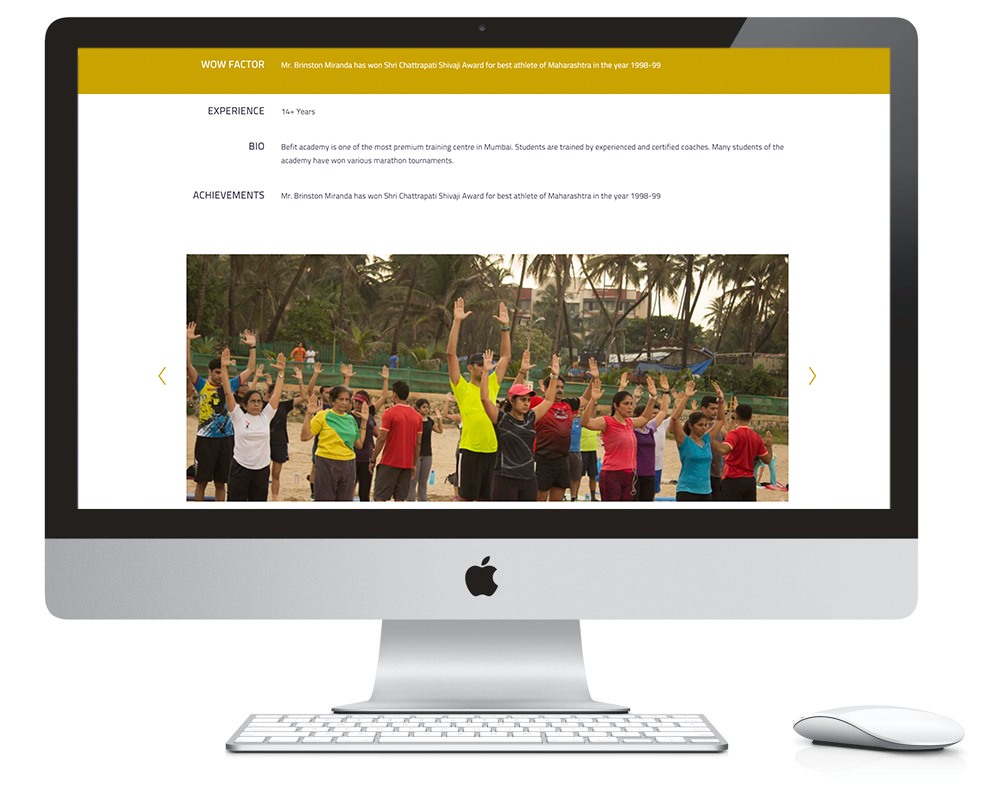 WOW FACTOR Mr. Brinston Miranda has won Shri Chattrapati Shivaji Award for best athlete of Maharashtra in the year 1998-99
EXPERIENCE 14+ Years
BIO Befit academy is one of the most premium training centre in Mumbai. Students are trained by experienced and certified coaches. Many students of the
academy have won various marathon tournaments.
ACHIEVEMENTS Mr. Brinston Miranda has won Shri Chattrapati Shivaji Award for best athlete of Maharashtra in the year 1998-99